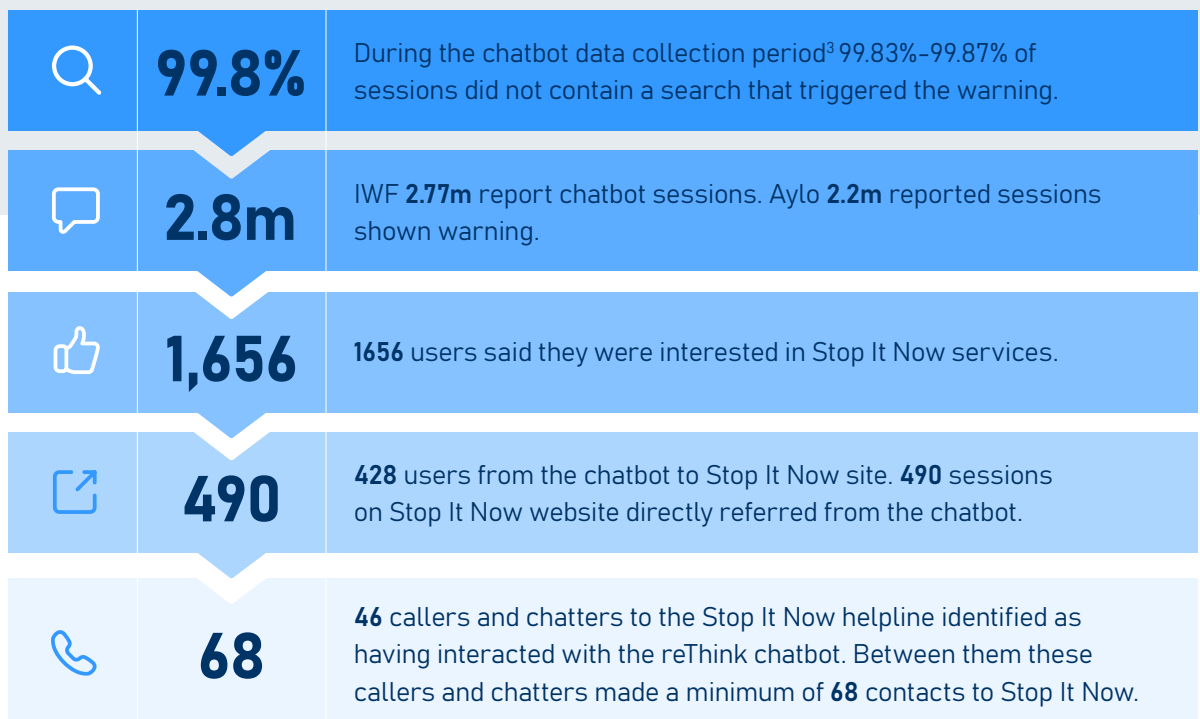 99.8%
During the chatbot data collection period³ 99.83%-99.87% of
sessions did not contain a search that triggered the warning.
2.8m
IWF 2.77m report chatbot sessions. Aylo 2.2m reported sessions
shown warning.
1,656
1656 users said they were interested in Stop It Now services.
490
428 users from the chatbot to Stop It Now site. 490 sessions
on Stop It Now website directly referred from the chatbot.
68
46 callers and chatters to the Stop It Now helpline identified as
having interacted with the reThink chatbot. Between them these
callers and chatters made a minimum of 68 contacts to Stop It Now.